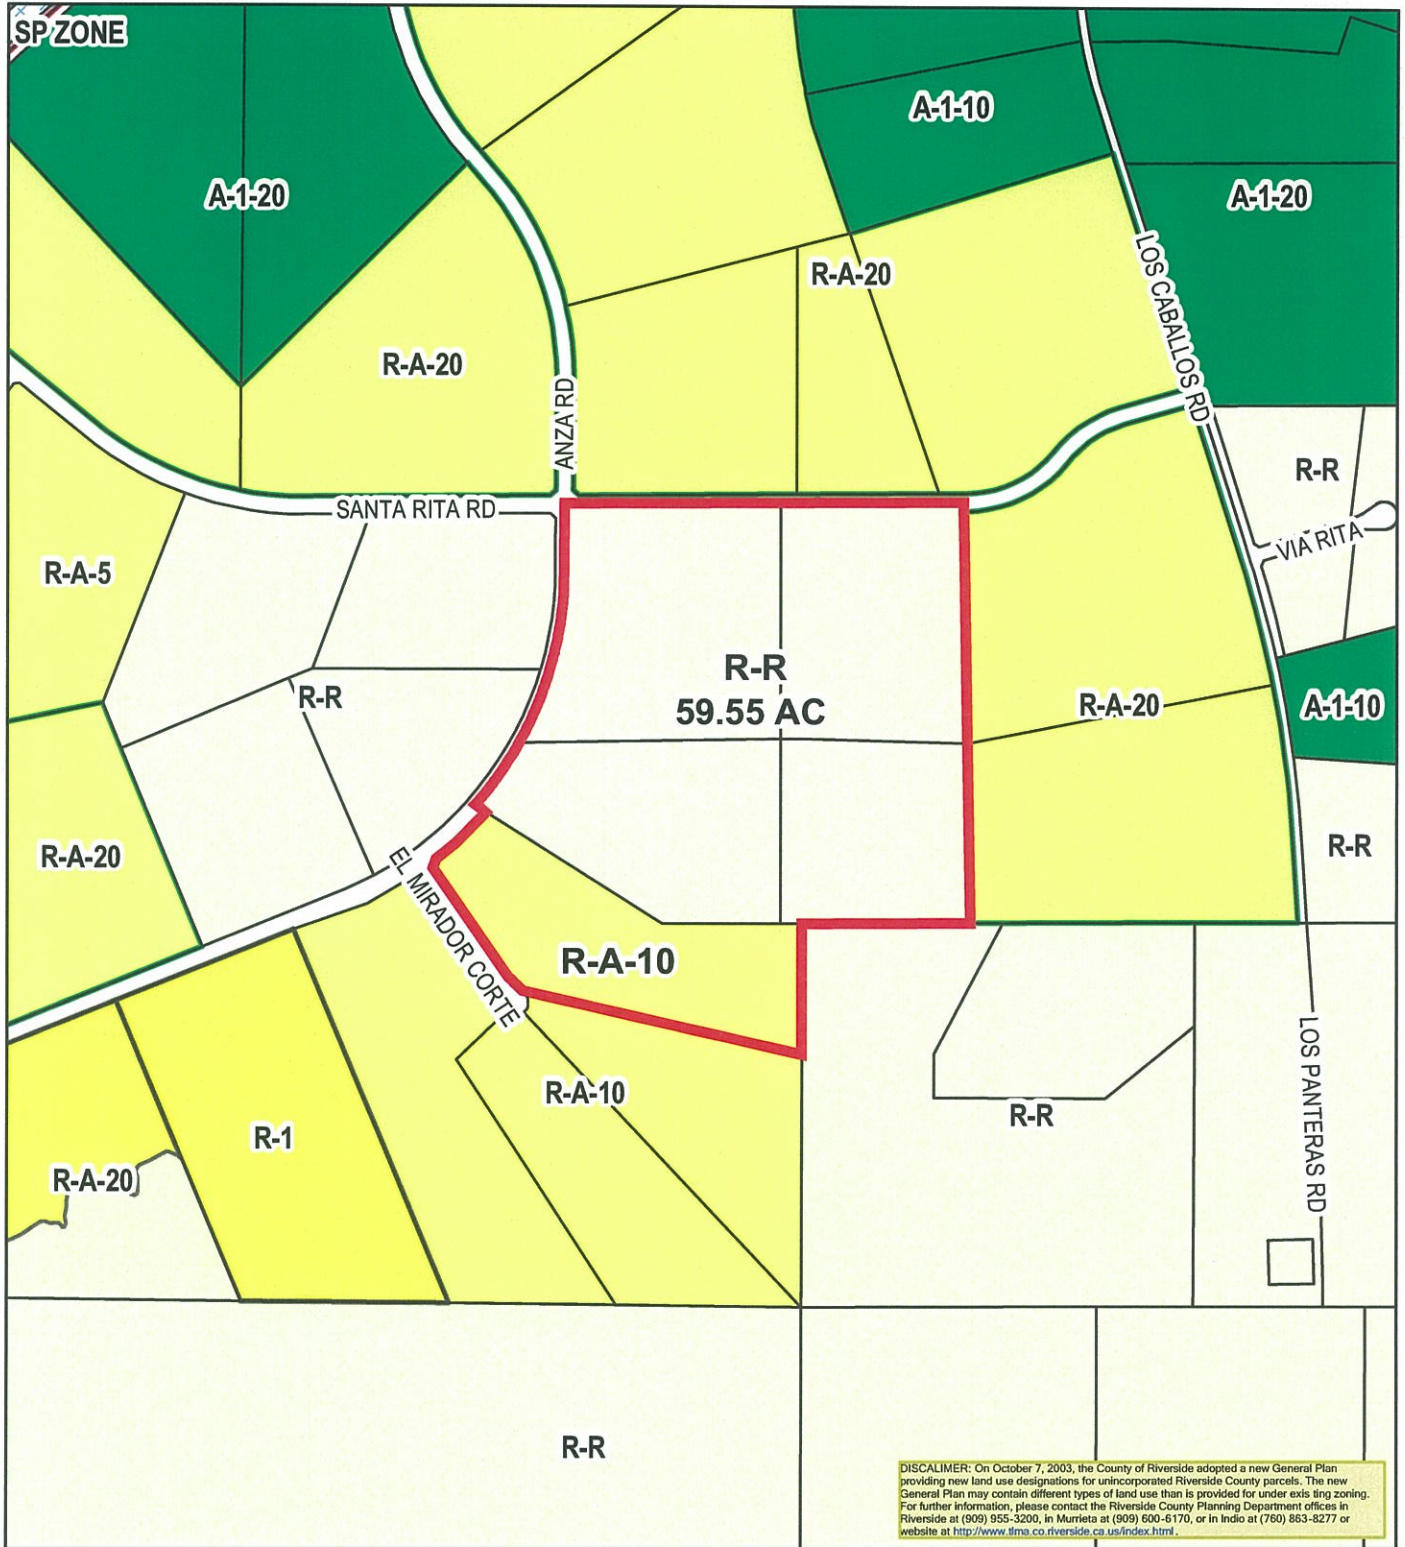 SP ZONE
A-1-10
A-1-20
A-1-20
R-A-20
LOS CABALLOS RD
R-A-20
ANZA RD
R-R
SANTA RITA RD
VIA RITA
R-A-5
R-R
59.55 AC
R-R
R-A-20
A-1-10
R-A-20
R-R
EL MIRADOR CORTE
R-A-10
LOS PANTERAS RD
R-A-10
R-R
R-1
R-A-20
R-R
DISCALIMER: On October 7, 2003, the County of Riverside adopted a new General Plan
providing new land use designations for unincorporated Riverside County parcels. The new
General Plan may contain different types of land use than is provided for under exis ting zoning.
For further information, please contact the Riverside County Planning Department offices in
Riverside at (909) 955-3200, in Murrieta at (909) 600-6170, or in Indio at (760) 863-8277 or
website at http://www.tlma.co.riverside.ca.us/index.html.